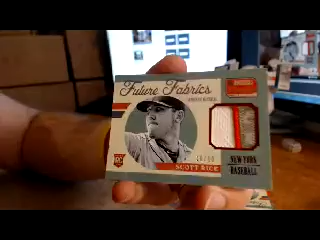 Future Fabrics
RC
SCOTT RICE
NEW YORK
BASEBALL